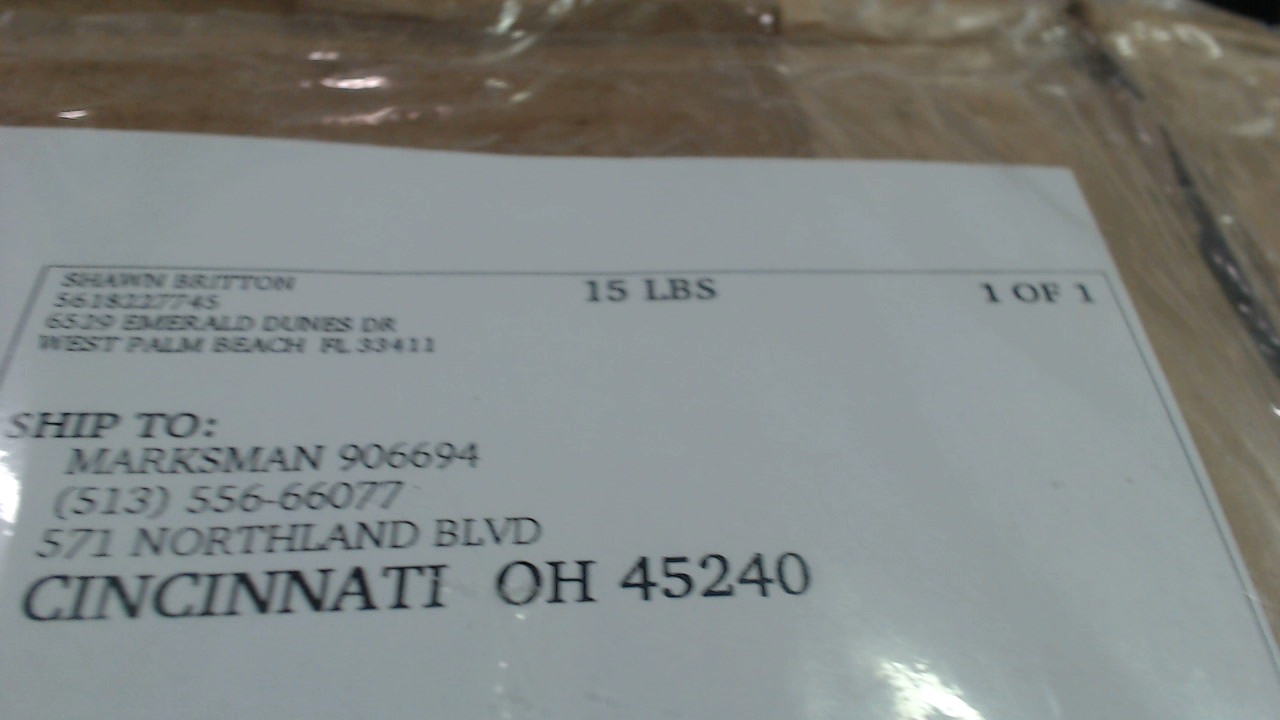 SHAWN BRITTON
5618227745
6529 EMERALD DUNES DR
WEST PALM BEACH FL 33411
15 LBS
1 OF 1
SHIP TO:
MARKSMAN 906694
(513) 556-66077
571 NORTHLAND BLVD
CINCINNATI OH 45240